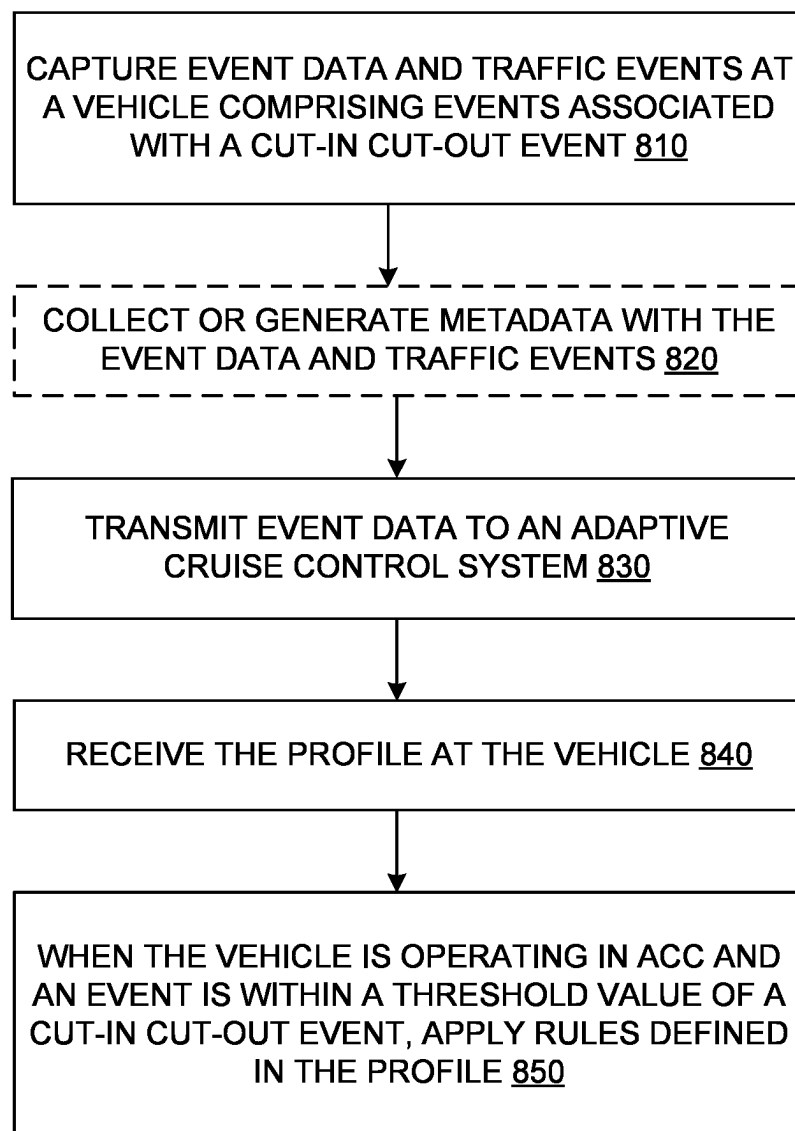 CAPTURE EVENT DATA AND TRAFFIC EVENTS AT
A VEHICLE COMPRISING EVENTS ASSOCIATED
WITH A CUT-IN CUT-OUT EVENT 810
COLLECT OR GENERATE METADATA WITH THE
EVENT DATA AND TRAFFIC EVENTS 820
TRANSMIT EVENT DATA TO AN ADAPTIVE
CRUISE CONTROL SYSTEM 830
RECEIVE THE PROFILE AT THE VEHICLE 840
WHEN THE VEHICLE IS OPERATING IN ACC AND
AN EVENT IS WITHIN A THRESHOLD VALUE OF A
CUT-IN CUT-OUT EVENT, APPLY RULES DEFINED
IN THE PROFILE 850